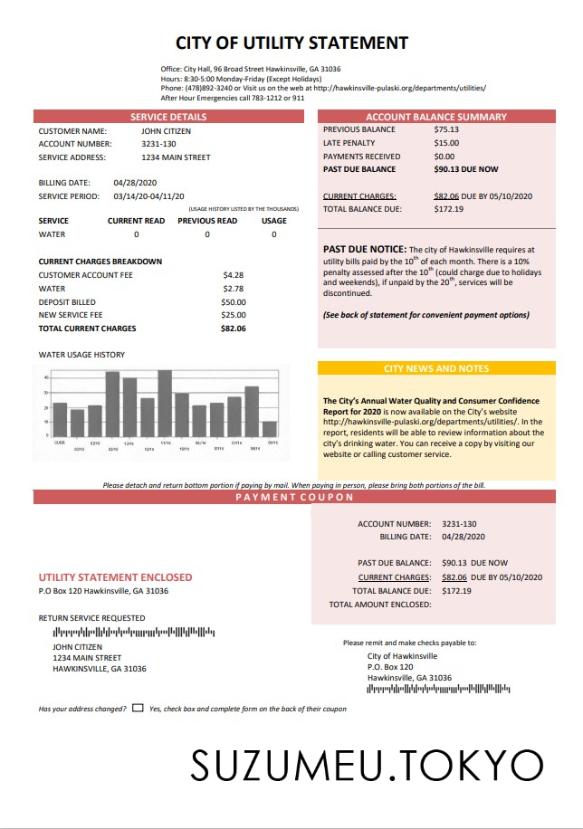 CITY OF UTILITY STATEMENT
Office: City Hall, 96 Broad Street Hawkinsville, GA 31036
Hours: 8:30-5:00 Monday-Friday (Except Holidays)
Phone: (478)892-3240 or Visit us on the web at http://hawkinsville-pulaski.org/departments/utilities/
After Hour Emergencies call 783-1212 or 911
SERVICE DETAILS
CUSTOMER NAME: JOHN CITIZEN
ACCOUNT NUMBER: 3231-130
SERVICE ADDRESS: 1234 MAIN STREET
BILLING DATE: 04/28/2020
SERVICE PERIOD: 03/14/20-04/11/20
(USAGE HISTORY LISTED BY THE THOUSANDS)
SERVICE CURRENT READ PREVIOUS READ USAGE
WATER 0 0 0
CURRENT CHARGES BREAKDOWN
CUSTOMER ACCOUNT FEE $4.28
WATER $2.78
DEPOSIT BILLED $50.00
NEW SERVICE FEE $25.00
TOTAL CURRENT CHARGES $82.06
WATER USAGE HISTORY
40
30
20
10
0
ACCOUNT BALANCE SUMMARY
PREVIOUS BALANCE $75.13
LATE PENALTY $15.00
PAYMENTS RECEIVED $0.00
PAST DUE BALANCE $90.13 DUE NOW
CURRENT CHARGES: $82.06 DUE BY 05/10/2020
TOTAL BALANCE DUE: $172.19
PAST DUE NOTICE: The city of Hawkinsville requires at
utility bills paid by the 10th of each month. There is a 10%
penalty assessed after the 10th (could charge due to holidays
and weekends), if unpaid by the 20th, services will be
discontinued.
(See back of statement for convenient payment options)
CITY NEWS AND NOTES
The City's Annual Water Quality and Consumer Confidence
Report for 2020 is now available on the City's website
http://hawkinsville-pulaski.org/departments/utilities/. In the
report, residents will be able to review information about the
city's drinking water. You can receive a copy by visiting our
website or calling customer service.
Please detach and return bottom portion if paying by mail. When paying in person, please bring both portions of the bill.
PAYMENT COUPON
ACCOUNT NUMBER: 3231-130
BILLING DATE: 04/28/2020
PAST DUE BALANCE: $90.13 DUE NOW
CURRENT CHARGES: $82.06 DUE BY 05/10/2020
TOTAL BALANCE DUE: $172.19
TOTAL AMOUNT ENCLOSED:
UTILITY STATEMENT ENCLOSED
P.O Box 120 Hawkinsville, GA 31036
RETURN SERVICE REQUESTED
JOHN CITIZEN
1234 MAIN STREET
HAWKINSVILLE, GA 31036
Please remit and make checks payable to:
City of Hawkinsville
P.O. Box 120
Hawkinsville, GA 31036
Has your address changed? Yes, check box and complete form on the back of their coupon
SUZUMEU.TOKYO